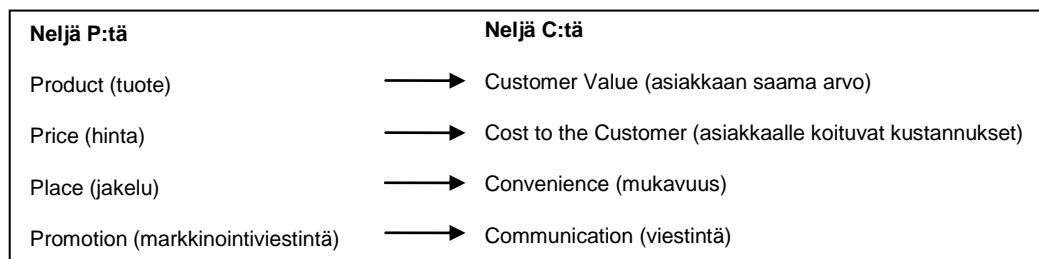 Neljä P:tä Neljä C:tä
Product (tuote) Customer Value (asiakkaan saama arvo)
Price (hinta) Cost to the Customer (asiakkaalle koituvat kustannukset)
Place (jakelu) Convenience (mukavuus)
Promotion (markkinointiviestintä) Communication (viestintä)